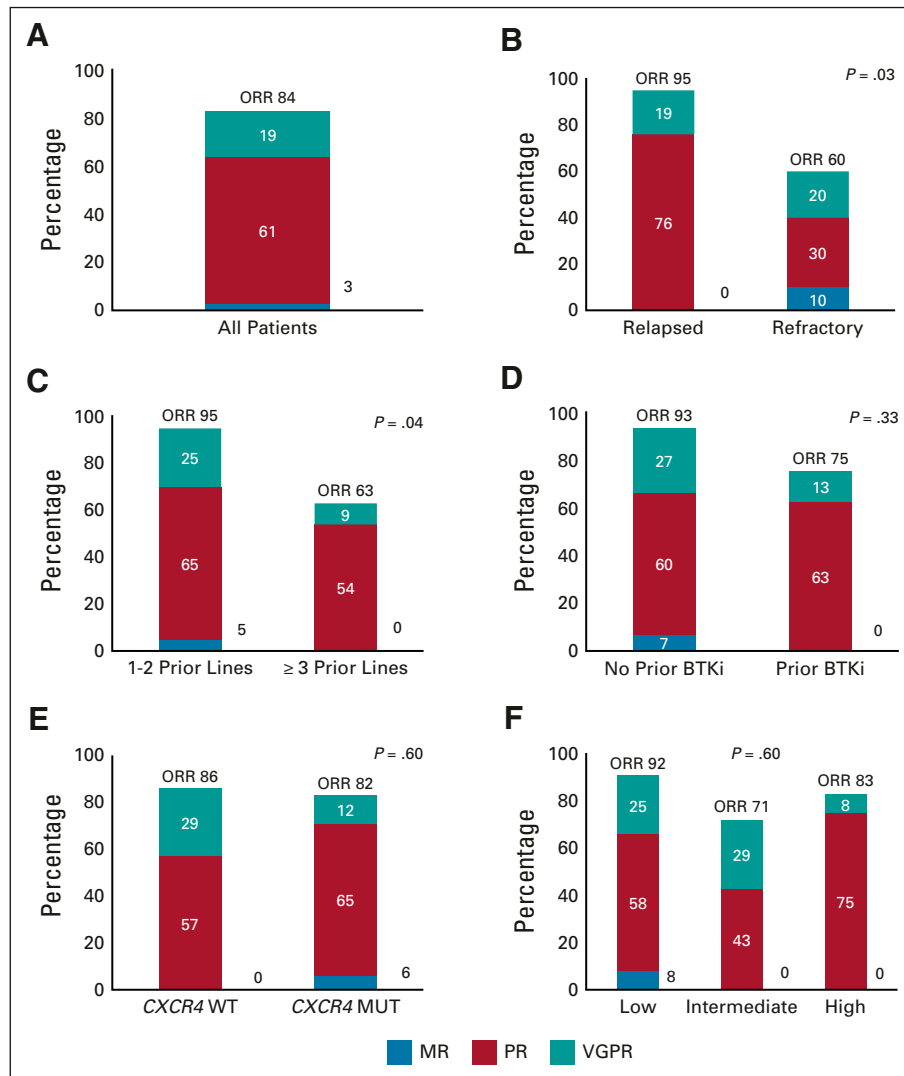 A
Percentage
100
80
60
40
20
0
ORR 84
19
61
3
All Patients
B
Percentage
100
80
60
40
20
0
P = .03
ORR 95
19
76
0
Relapsed
ORR 60
20
30
10
Refractory
C
Percentage
100
80
60
40
20
0
P = .04
ORR 95
25
65
5
1-2 Prior Lines
ORR 63
9
54
0
≥ 3 Prior Lines
D
Percentage
100
80
60
40
20
0
P = .33
ORR 93
27
60
7
No Prior BTKi
ORR 75
13
63
0
Prior BTKi
E
Percentage
100
80
60
40
20
0
P = .60
ORR 86
29
57
0
CXCR4 WT
ORR 82
12
65
6
CXCR4 MUT
F
Percentage
100
80
60
40
20
0
P = .60
ORR 92
25
58
8
Low
ORR 71
29
43
0
Intermediate
ORR 83
8
75
0
High
MR PR VGPR